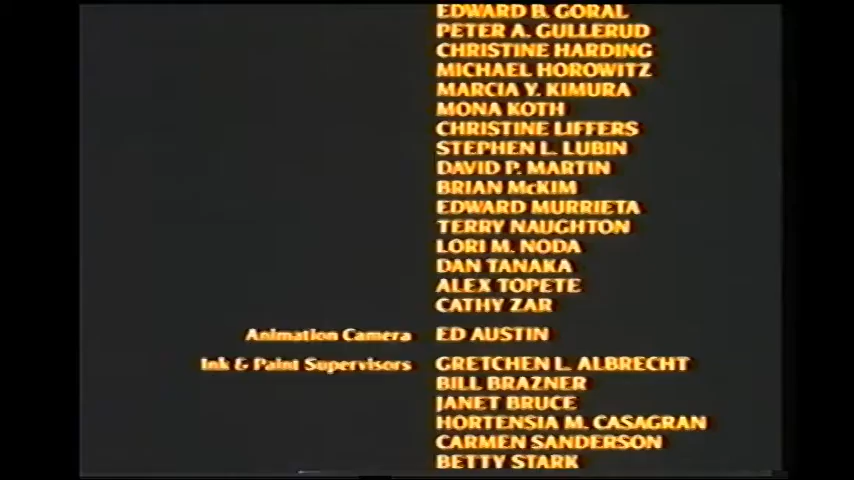 EDWARD B. GORAL
PETER A. GULLERUD
CHRISTINE HARDING
MICHAEL HOROWITZ
MARCIA Y. KIMURA
MONA KOTH
CHRISTINE LIFFERS
STEPHEN L. LUBIN
DAVID P. MARTIN
BRIAN McKIM
EDWARD MURRIETA
TERRY NAUGHTON
LORI M. NODA
DAN TANAKA
ALEX TOPETE
CATHY ZAR
Animation Camera ED AUSTIN
Ink & Paint Supervisors GRETCHEN L. ALBRECHT
BILL BRAZNER
JANET BRUCE
HORTENSIA M. CASAGRAN
CARMEN SANDERSON
BETTY STARK